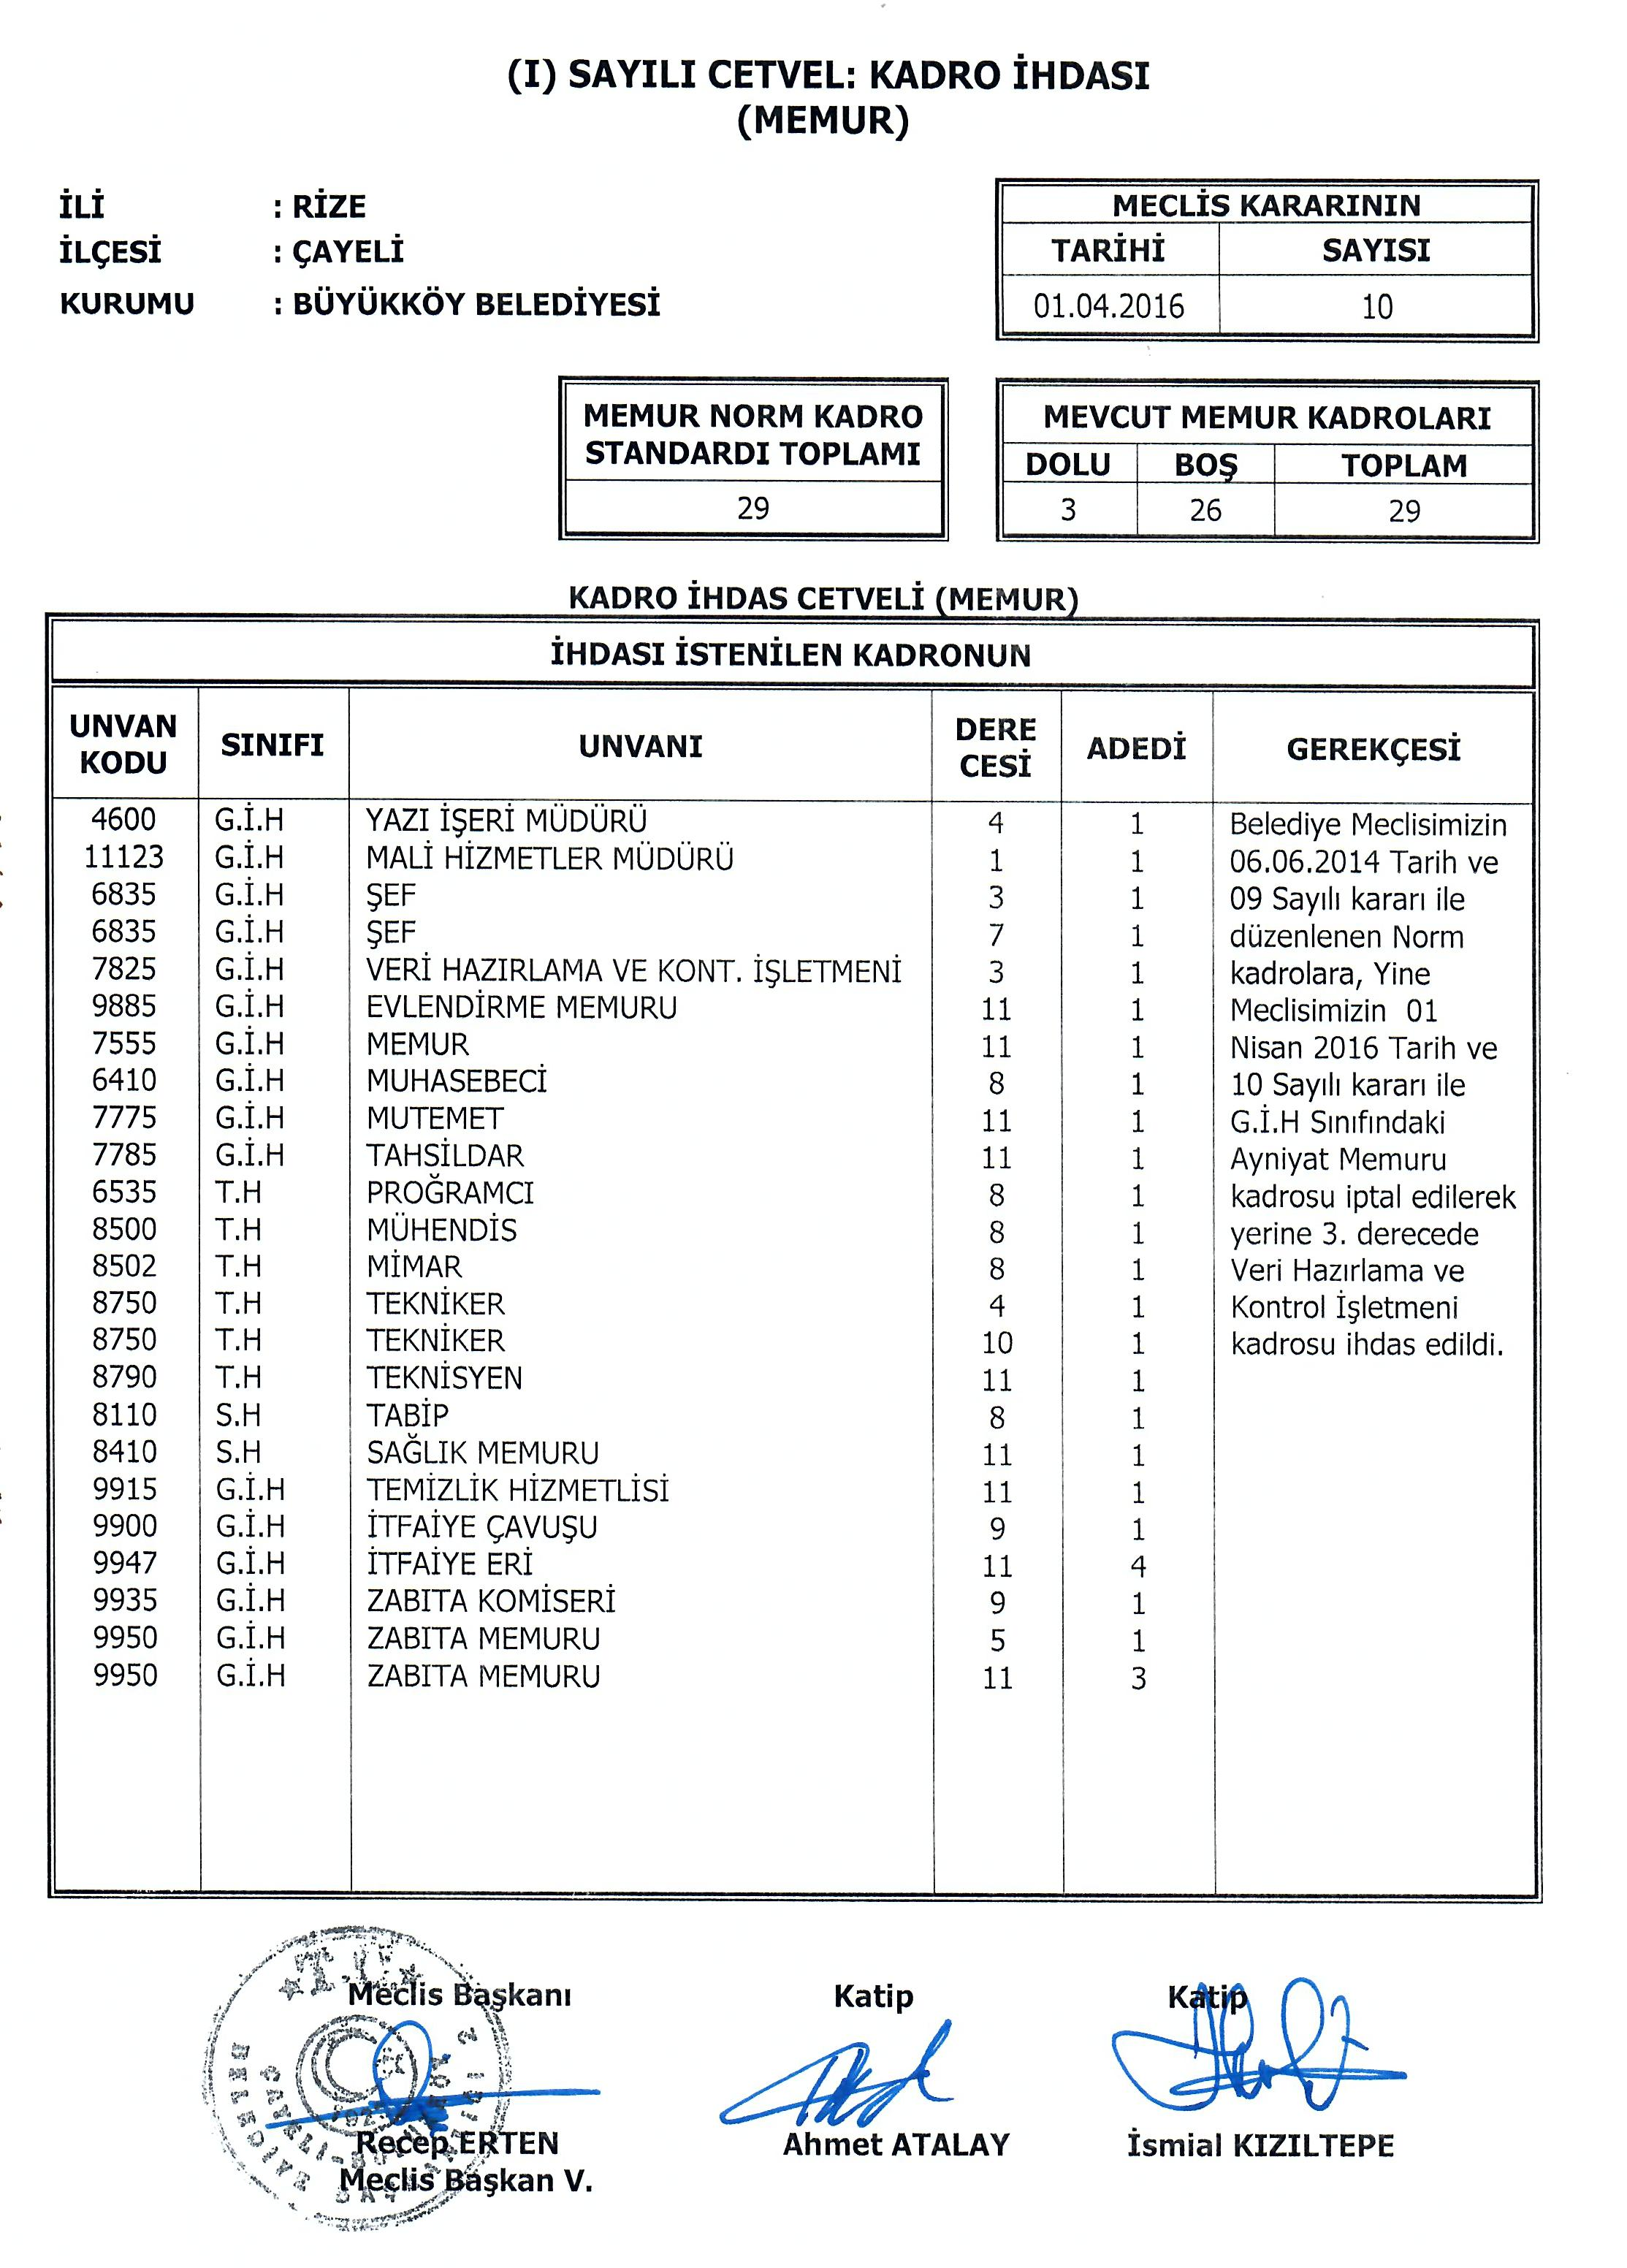 (I) SAYILI CETVEL: KADRO İHDASI
(MEMUR)
İLİ : RİZE
İLÇESİ : ÇAYELİ
KURUMU : BÜYÜKKÖY BELEDİYESİ
MECLİS KARARININ
TARİHİ SAYISI
01.04.2016 10
MEMUR NORM KADRO
STANDARDI TOPLAMI
29
MEVCUT MEMUR KADROLARI
DOLU BOŞ TOPLAM
3 26 29
KADRO İHDAS CETVELİ (MEMUR)
İHDASI İSTENİLEN KADRONUN
UNVAN KODU SINIFI UNVANI DERE CESİ ADEDİ GEREKÇESİ
4600 G.İ.H YAZI İŞERİ MÜDÜRÜ 4 1 Belediye Meclisimizin
11123 G.İ.H MALİ HİZMETLER MÜDÜRÜ 1 1 06.06.2014 Tarih ve
6835 G.İ.H ŞEF 3 1 09 Sayılı kararı ile
6835 G.İ.H ŞEF 7 1 düzenlenen Norm
7825 G.İ.H VERİ HAZIRLAMA VE KONT. İŞLETMENİ 3 1 kadrolara, Yine
9885 G.İ.H EVLENDİRME MEMURU 11 1 Meclisimizin 01
7555 G.İ.H MEMUR 11 1 Nisan 2016 Tarih ve
6410 G.İ.H MUHASEBECİ 8 1 10 Sayılı kararı ile
7775 G.İ.H MUTEMET 11 1 G.İ.H Sınıfındaki
7785 G.İ.H TAHSİLDAR 11 1 Ayniyat Memuru
6535 T.H PROĞRAMCI 8 1 kadrosu iptal edilerek
8500 T.H MÜHENDİS 8 1 yerine 3. derecede
8502 T.H MİMAR 8 1 Veri Hazırlama ve
8750 T.H TEKNİKER 4 1 Kontrol İşletmeni
8750 T.H TEKNİKER 10 1 kadrosu ihdas edildi.
8790 T.H TEKNİSYEN 11 1
8110 S.H TABİP 8 1
8410 S.H SAĞLIK MEMURU 11 1
9915 G.İ.H TEMİZLİK HİZMETLİSİ 11 1
9900 G.İ.H İTFAİYE ÇAVUŞU 9 1
9947 G.İ.H İTFAİYE ERİ 11 4
9935 G.İ.H ZABITA KOMİSERİ 9 1
9950 G.İ.H ZABITA MEMURU 5 1
9950 G.İ.H ZABITA MEMURU 11 3
T.C.
Meclis Başkanı Katip Katip
Recep ERTEN Ahmet ATALAY İsmial KIZILTEPE
Meclis Başkan V.